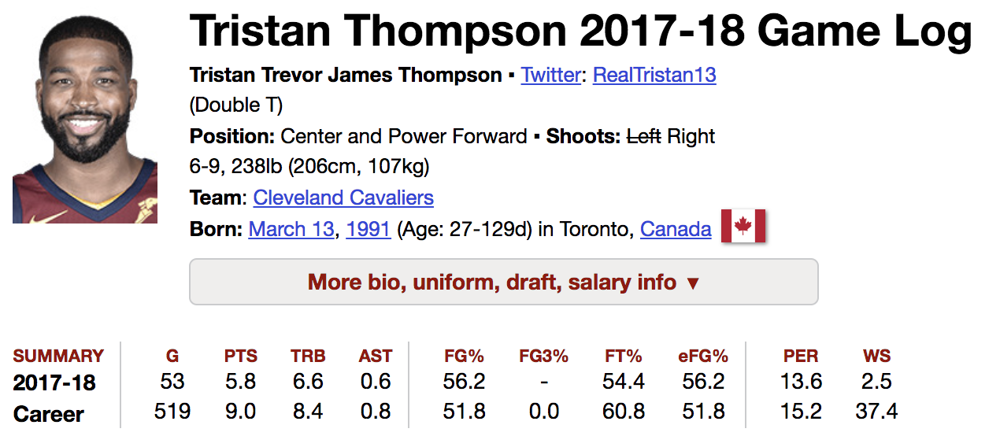 Tristan Thompson 2017-18 Game Log
Tristan Trevor James Thompson ▪ Twitter: RealTristan13
(Double T)
Position: Center and Power Forward ▪ Shoots: Left Right
6-9, 238lb (206cm, 107kg)
Team: Cleveland Cavaliers
Born: March 13, 1991 (Age: 27-129d) in Toronto, Canada
More bio, uniform, draft, salary info ▼
SUMMARY G PTS TRB AST FG% FG3% FT% eFG% PER WS
2017-18 53 5.8 6.6 0.6 56.2 - 54.4 56.2 13.6 2.5
Career 519 9.0 8.4 0.8 51.8 0.0 60.8 51.8 15.2 37.4